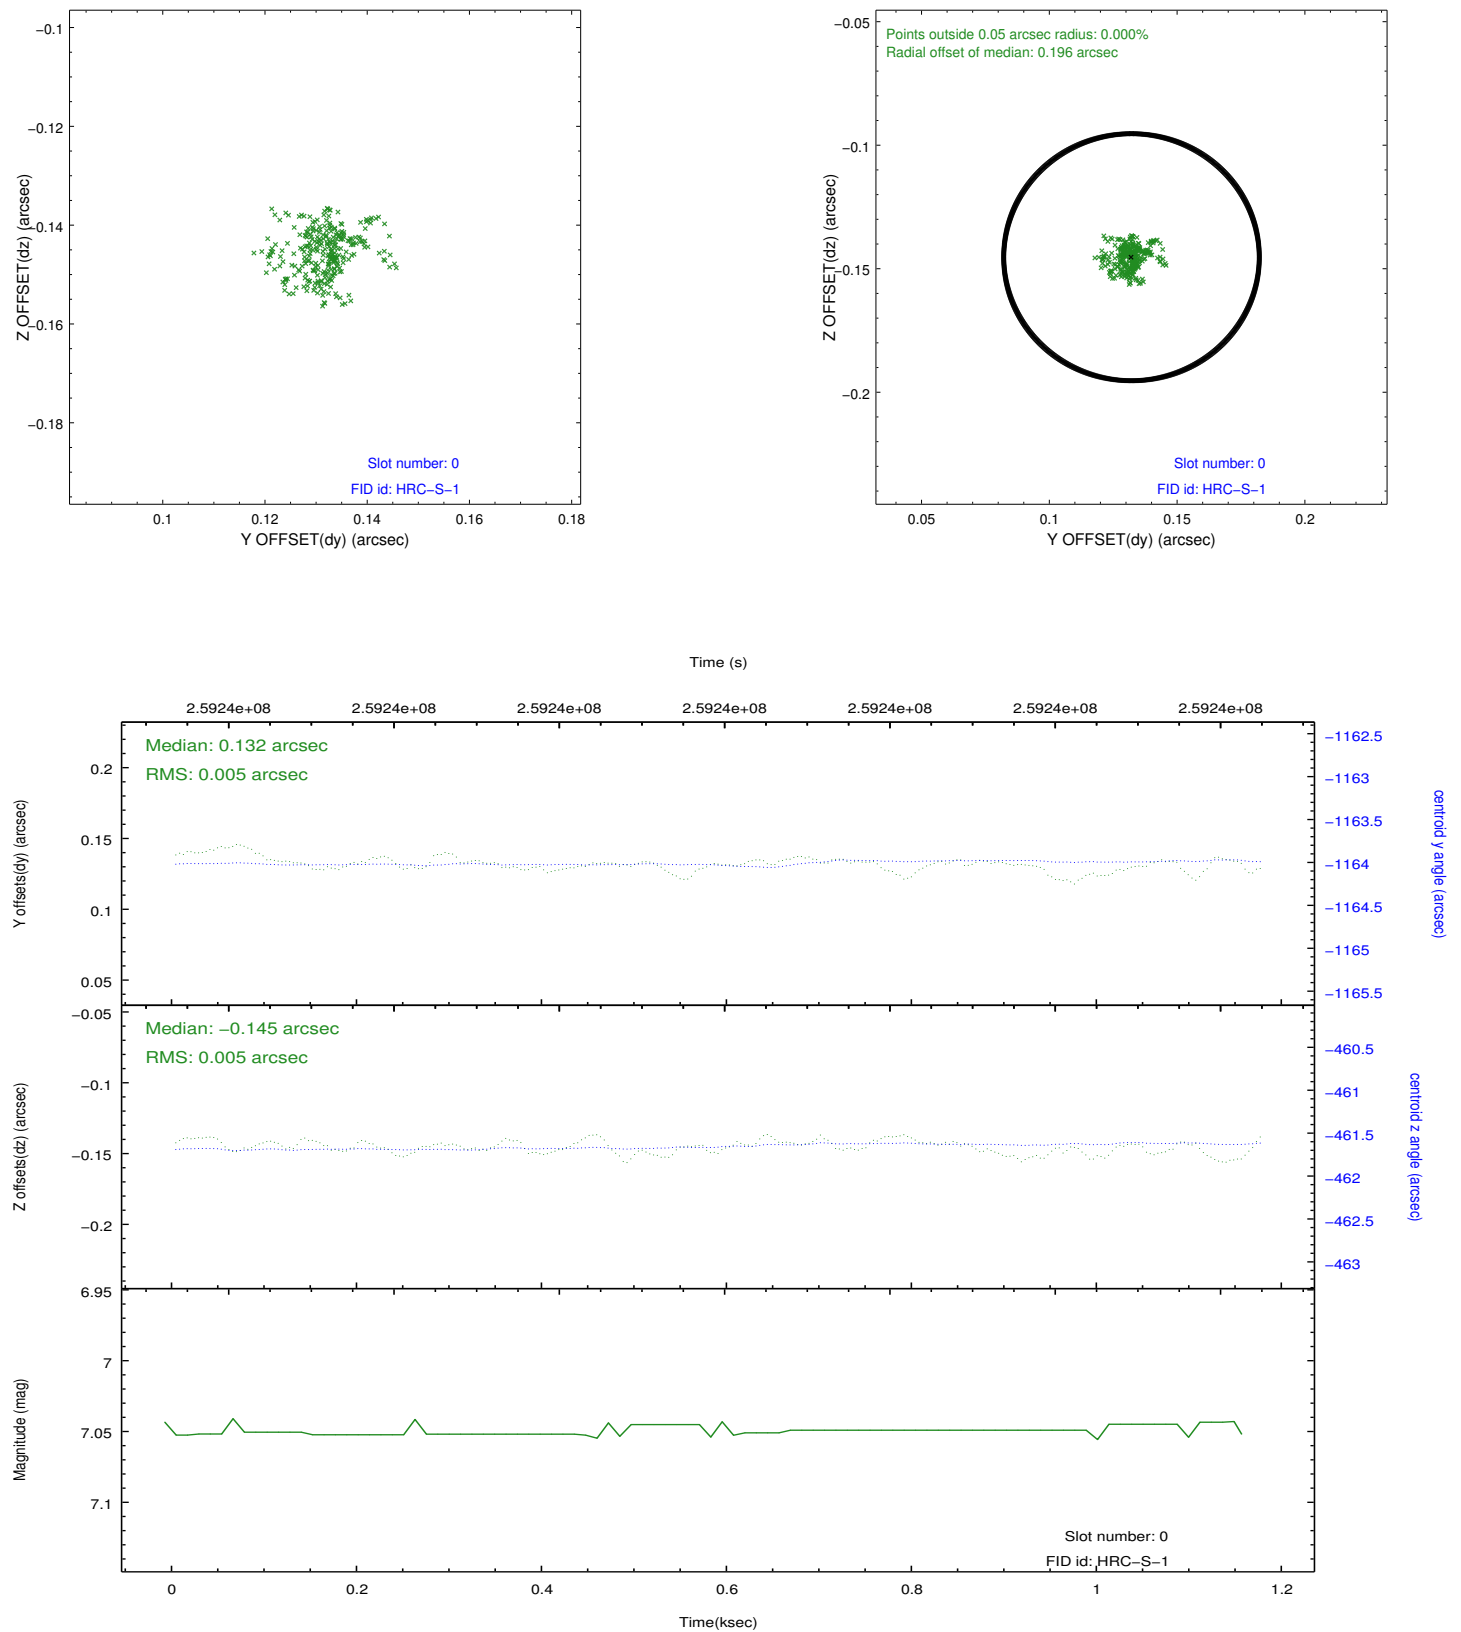 −0.1
−0.12
−0.14
−0.16
−0.18
Z OFFSET(dz) (arcsec)
Slot number: 0
FID id: HRC−S−1
0.1 0.12 0.14 0.16 0.18
Y OFFSET(dy) (arcsec)
Points outside 0.05 arcsec radius: 0.000%
Radial offset of median: 0.196 arcsec
−0.05
−0.1
−0.15
−0.2
Z OFFSET(dz) (arcsec)
Slot number: 0
FID id: HRC−S−1
0.05 0.1 0.15 0.2
Y OFFSET(dy) (arcsec)
Time (s)
2.5924e+08 2.5924e+08 2.5924e+08 2.5924e+08 2.5924e+08 2.5924e+08 2.5924e+08
Median: 0.132 arcsec
RMS: 0.005 arcsec
0.2
0.15
0.1
0.05
Y offsets(dy) (arcsec)
−1162.5
−1163
−1163.5
−1164
−1164.5
−1165
−1165.5
centroid y angle (arcsec)
Median: −0.145 arcsec
RMS: 0.005 arcsec
−0.05
−0.1
−0.15
−0.2
Z offsets(dz) (arcsec)
−460.5
−461
−461.5
−462
−462.5
−463
centroid z angle (arcsec)
6.95
7
7.05
7.1
Magnitude (mag)
Slot number: 0
FID id: HRC−S−1
0 0.2 0.4 0.6 0.8 1 1.2
Time(ksec)